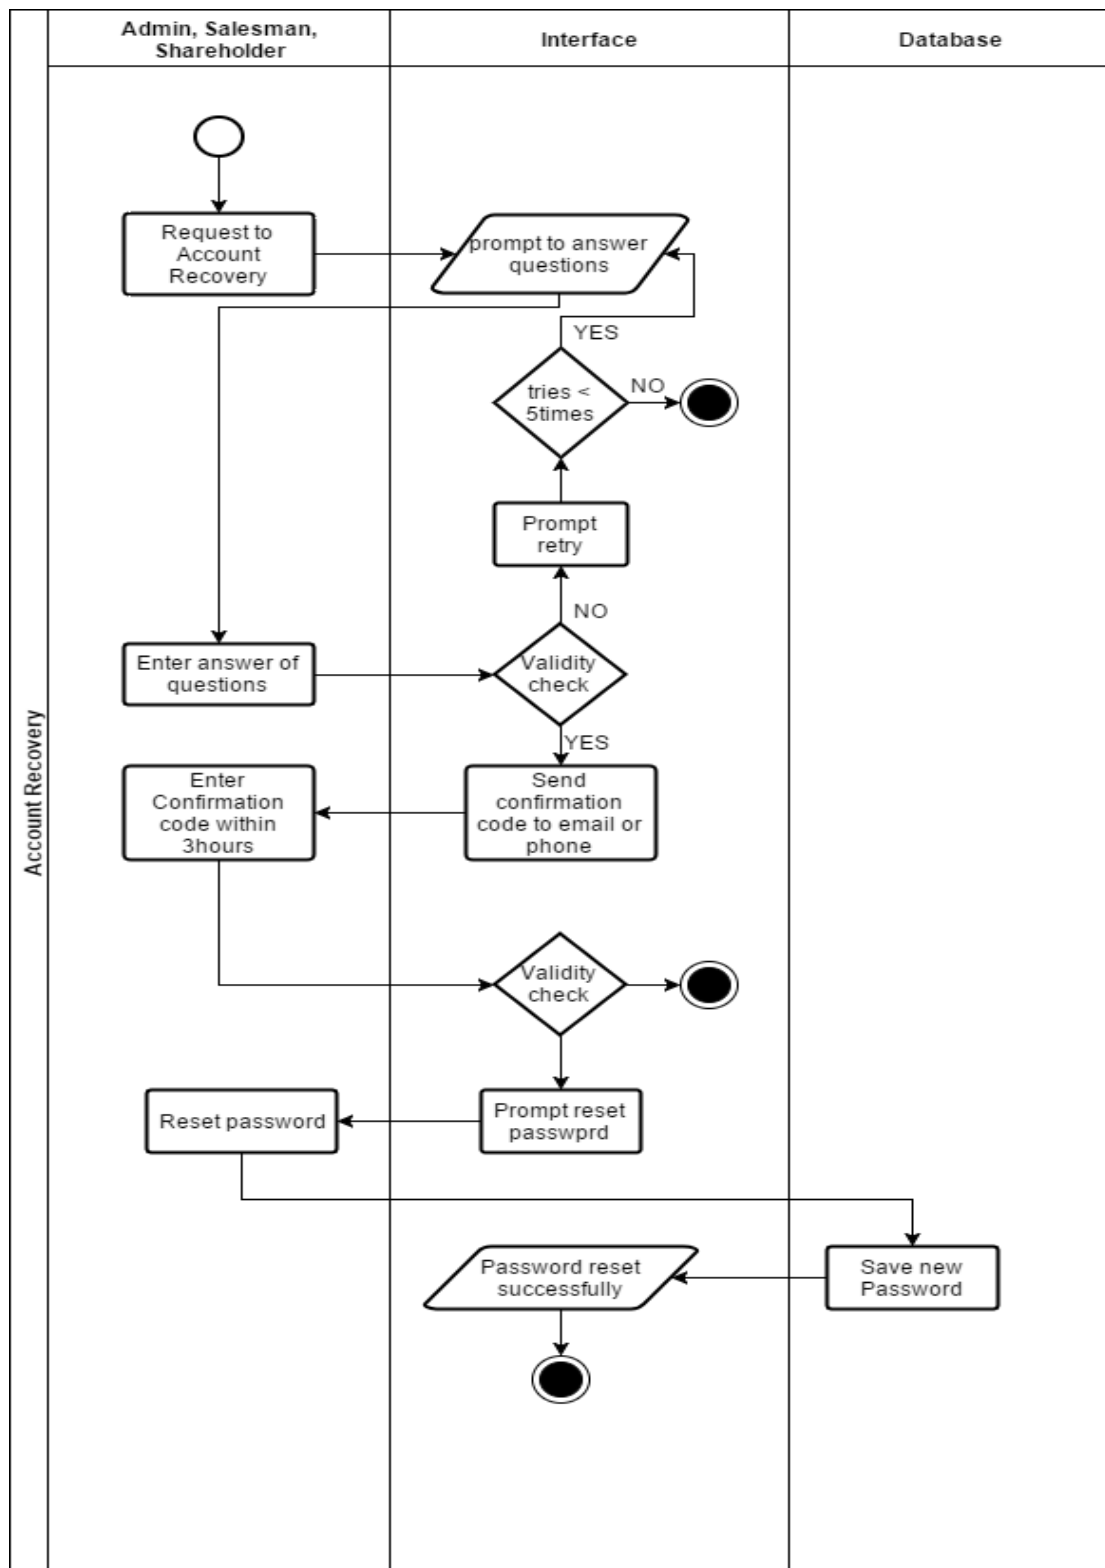 Admin, Salesman,
Shareholder
Interface
Database
Account Recovery
Request to
Account
Recovery
prompt to answer
questions
YES
tries <
5times
NO
Prompt
retry
NO
Enter answer of
questions
Validity
check
YES
Enter
Confirmation
code within
3hours
Send
confirmation
code to email or
phone
Validity
check
Reset password
Prompt reset
passwprd
Password reset
successfully
Save new
Password